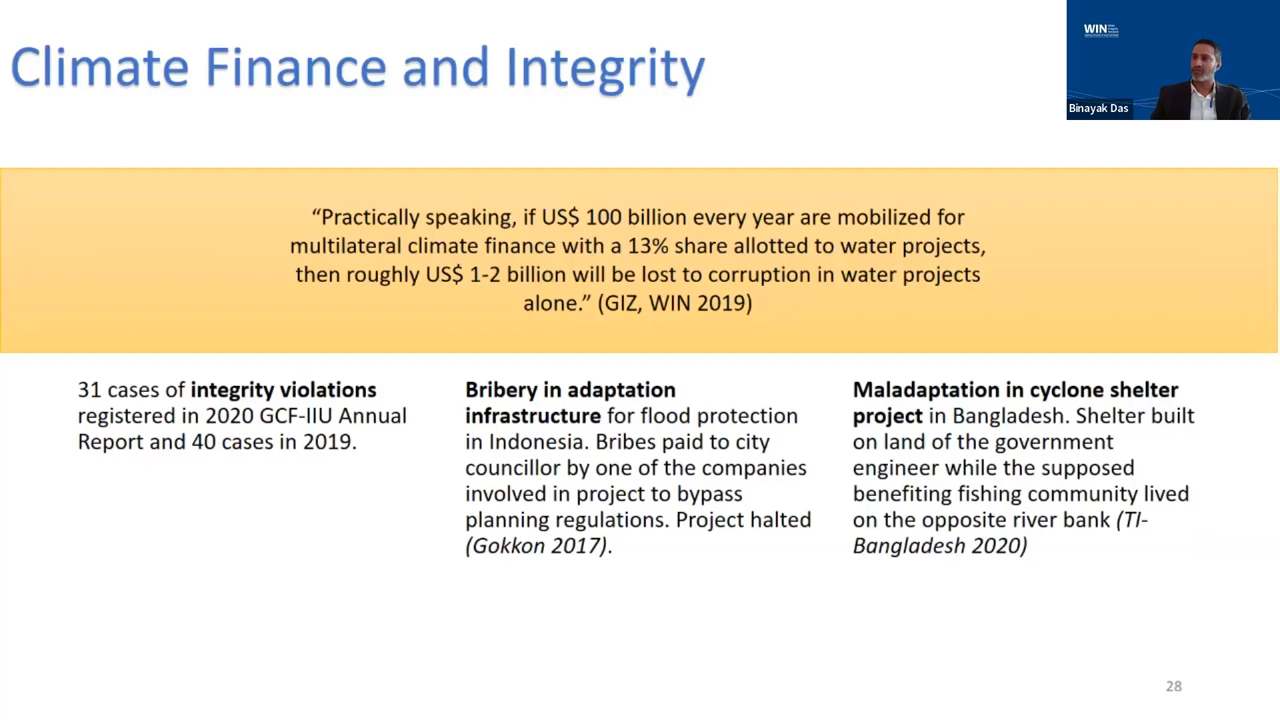 Climate Finance and Integrity
WIN
Binayak Das
“Practically speaking, if US$ 100 billion every year are mobilized for
multilateral climate finance with a 13% share allotted to water projects,
then roughly US$ 1-2 billion will be lost to corruption in water projects
alone.” (GIZ, WIN 2019)
31 cases of integrity violations
registered in 2020 GCF-IIU Annual
Report and 40 cases in 2019.
Bribery in adaptation
infrastructure for flood protection
in Indonesia. Bribes paid to city
councillor by one of the companies
involved in project to bypass
planning regulations. Project halted
(Gokkon 2017).
Maladaptation in cyclone shelter
project in Bangladesh. Shelter built
on land of the government
engineer while the supposed
benefiting fishing community lived
on the opposite river bank (TI-
Bangladesh 2020)
28